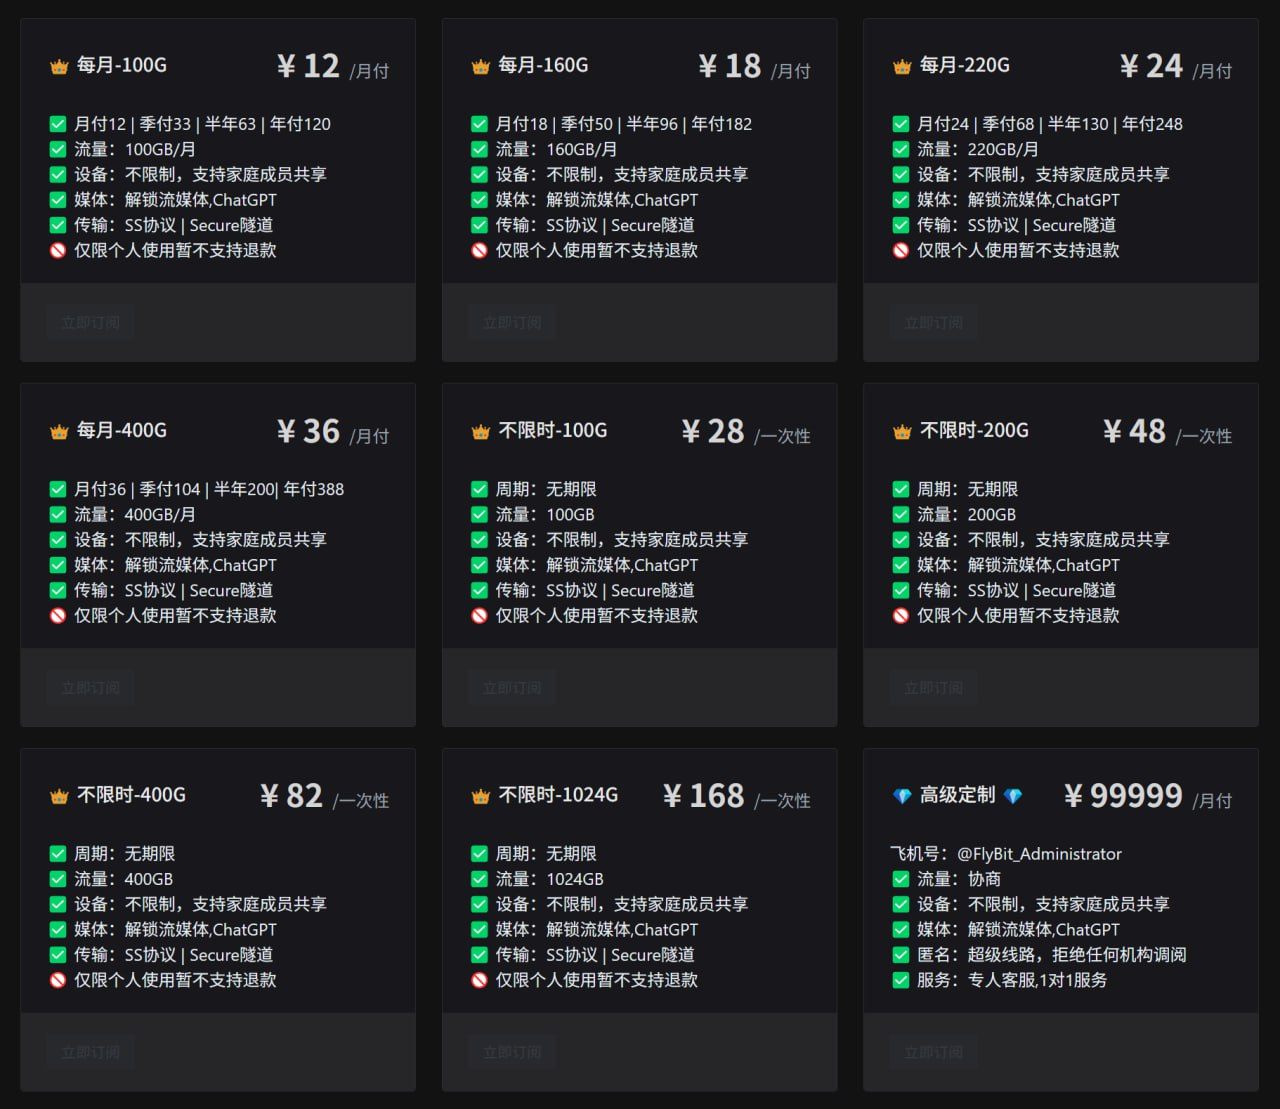 每月-100G ¥ 12 /月付
月付12 | 季付33 | 半年63 | 年付120
流量：100GB/月
设备：不限制，支持家庭成员共享
媒体：解锁流媒体,ChatGPT
传输：SS协议 | Secure隧道
仅限个人使用暂不支持退款
立即订阅
每月-160G ¥ 18 /月付
月付18 | 季付50 | 半年96 | 年付182
流量：160GB/月
设备：不限制，支持家庭成员共享
媒体：解锁流媒体,ChatGPT
传输：SS协议 | Secure隧道
仅限个人使用暂不支持退款
立即订阅
每月-220G ¥ 24 /月付
月付24 | 季付68 | 半年130 | 年付248
流量：220GB/月
设备：不限制，支持家庭成员共享
媒体：解锁流媒体,ChatGPT
传输：SS协议 | Secure隧道
仅限个人使用暂不支持退款
立即订阅
每月-400G ¥ 36 /月付
月付36 | 季付104 | 半年200| 年付388
流量：400GB/月
设备：不限制，支持家庭成员共享
媒体：解锁流媒体,ChatGPT
传输：SS协议 | Secure隧道
仅限个人使用暂不支持退款
立即订阅
不限时-100G ¥ 28 /一次性
周期：无期限
流量：100GB
设备：不限制，支持家庭成员共享
媒体：解锁流媒体,ChatGPT
传输：SS协议 | Secure隧道
仅限个人使用暂不支持退款
立即订阅
不限时-200G ¥ 48 /一次性
周期：无期限
流量：200GB
设备：不限制，支持家庭成员共享
媒体：解锁流媒体,ChatGPT
传输：SS协议 | Secure隧道
仅限个人使用暂不支持退款
立即订阅
不限时-400G ¥ 82 /一次性
周期：无期限
流量：400GB
设备：不限制，支持家庭成员共享
媒体：解锁流媒体,ChatGPT
传输：SS协议 | Secure隧道
仅限个人使用暂不支持退款
立即订阅
不限时-1024G ¥ 168 /一次性
周期：无期限
流量：1024GB
设备：不限制，支持家庭成员共享
媒体：解锁流媒体,ChatGPT
传输：SS协议 | Secure隧道
仅限个人使用暂不支持退款
立即订阅
高级定制 ¥ 99999 /月付
飞机号：@FlyBit_Administrator
流量：协商
设备：不限制，支持家庭成员共享
媒体：解锁流媒体,ChatGPT
匿名：超级线路，拒绝任何机构调阅
服务：专人客服,1对1服务
立即订阅